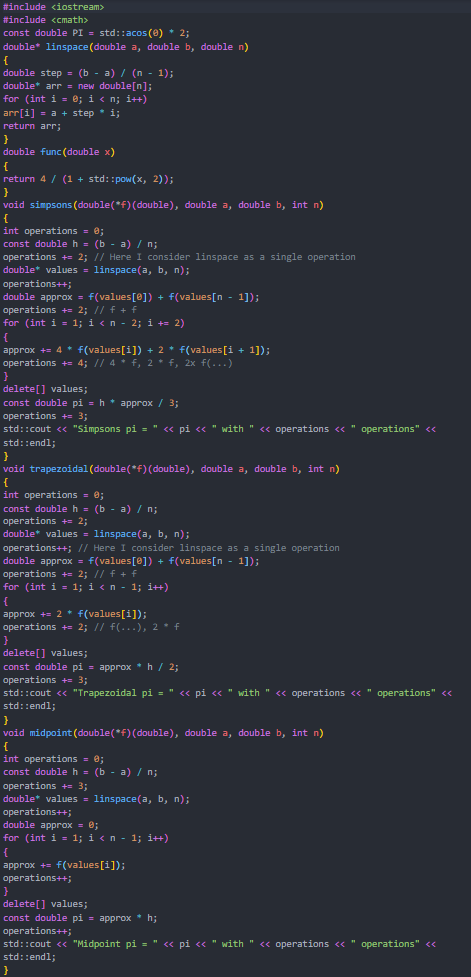 #include <iostream>
#include <cmath>
const double PI = std::acos(0) * 2;
double* linspace(double a, double b, double n)
{
double step = (b - a) / (n - 1);
double* arr = new double[n];
for (int i = 0; i < n; i++)
arr[i] = a + step * i;
return arr;
}
double func(double x)
{
return 4 / (1 + std::pow(x, 2));
}
void simpsons(double(*f)(double), double a, double b, int n)
{
int operations = 0;
const double h = (b - a) / n;
operations += 2; // Here I consider linspace as a single operation
double* values = linspace(a, b, n);
operations++;
double approx = f(values[0]) + f(values[n - 1]);
operations += 2; // f + f
for (int i = 1; i < n - 2; i += 2)
{
approx += 4 * f(values[i]) + 2 * f(values[i + 1]);
operations += 4; // 4 * f, 2 * f, 2x f(...)
}
delete[] values;
const double pi = h * approx / 3;
operations += 3;
std::cout << "Simpsons pi = " << pi << " with " << operations << " operations" <<
std::endl;
}
void trapezoidal(double(*f)(double), double a, double b, int n)
{
int operations = 0;
const double h = (b - a) / n;
operations += 2;
double* values = linspace(a, b, n);
operations++; // Here I consider linspace as a single operation
double approx = f(values[0]) + f(values[n - 1]);
operations += 2; // f + f
for (int i = 1; i < n - 1; i++)
{
approx += 2 * f(values[i]);
operations += 2; // f(...), 2 * f
}
delete[] values;
const double pi = approx * h / 2;
operations += 3;
std::cout << "Trapezoidal pi = " << pi << " with " << operations << " operations" <<
std::endl;
}
void midpoint(double(*f)(double), double a, double b, int n)
{
int operations = 0;
const double h = (b - a) / n;
operations += 3;
double* values = linspace(a, b, n);
operations++;
double approx = 0;
for (int i = 1; i < n - 1; i++)
{
approx += f(values[i]);
operations++;
}
delete[] values;
const double pi = approx * h;
operations++;
std::cout << "Midpoint pi = " << pi << " with " << operations << " operations" <<
std::endl;
}